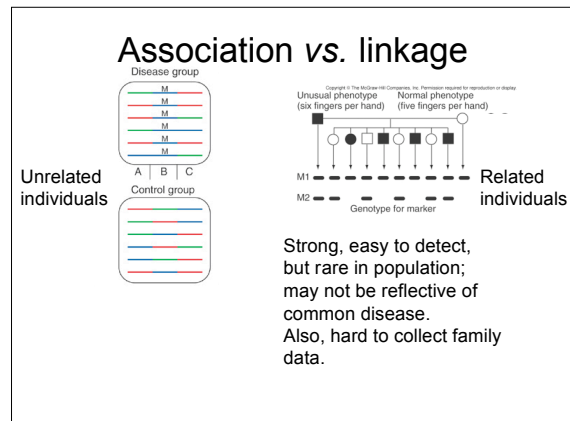 Association vs. linkage
Disease group
M
M
M
M
M
M
A B C
Control group
Unrelated
individuals
Copyright © The McGraw-Hill Companies, Inc. Permission required for reproduction or display
Unusual phenotype
(six fingers per hand)
Normal phenotype
(five fingers per hand)
M1
M2
Genotype for marker
Related
individuals
Strong, easy to detect,
but rare in population;
may not be reflective of
common disease.
Also, hard to collect family
data.